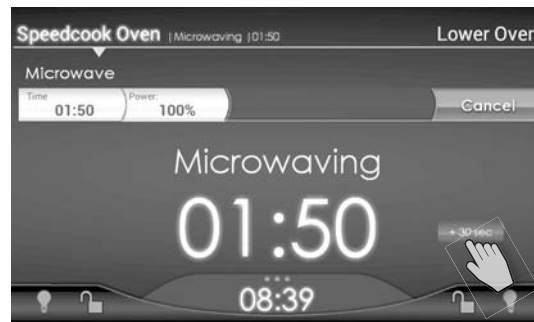 Speedcook Oven | Microwaving | 01:50 Lower Oven
Microwave
Time 01:50 Power: 100% Cancel
Microwaving
01:50
+ 30 sec
08:39